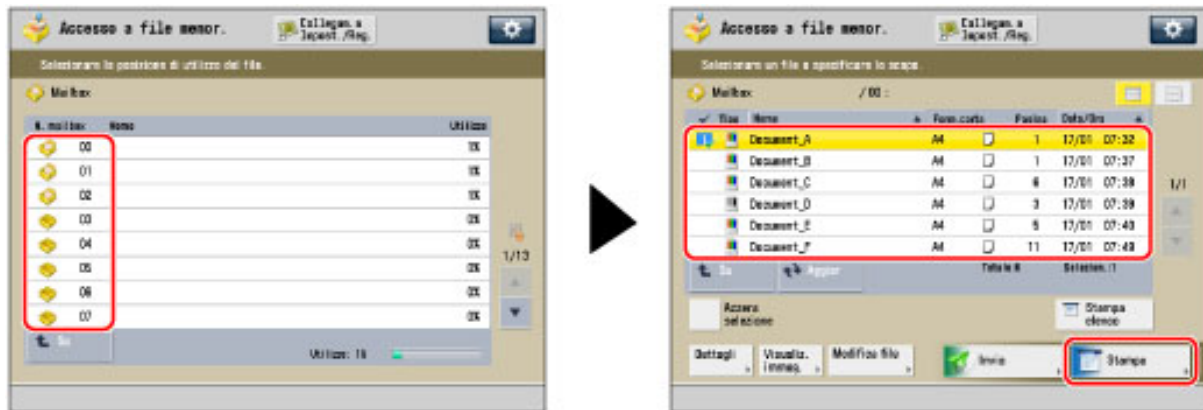 Accesso a file memor.
Collegam. a
Impost./Reg.
Selezionare la posizione di utilizzo del file.
Mailbox
N. mailbox Nome Utilizzo
00 1%
01 1%
02 1%
03 0%
04 0%
05 0%
06 0%
07 0%
1/13
Su
Utilizzo: 1%
Accesso a file memor.
Collegam. a
Impost./Reg.
Selezionare un file e specificare lo scopo.
Mailbox /00 :
Tipo Nome Form.carta Pagine Data/Ora
1 Document_A A4 1 17/01 07:32
Document_B A4 1 17/01 07:37
Document_C A4 6 17/01 07:38
Document_D A4 3 17/01 07:39
Document_E A4 5 17/01 07:43
Document_F A4 11 17/01 07:49
1/1
Su Aggior Totale:6 Selezion.:1
Azzera
selezione
Stampa
elenco
Dettagli
Visualiz.
immag.
Modifica file
Invia
Stampa